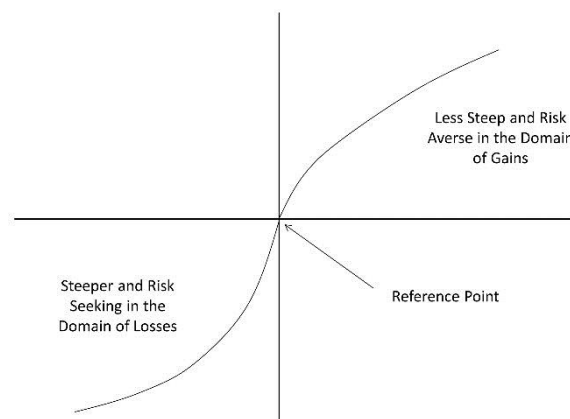 Less Steep and Risk
Averse in the Domain
of Gains
Steeper and Risk
Seeking in the
Domain of Losses
Reference Point